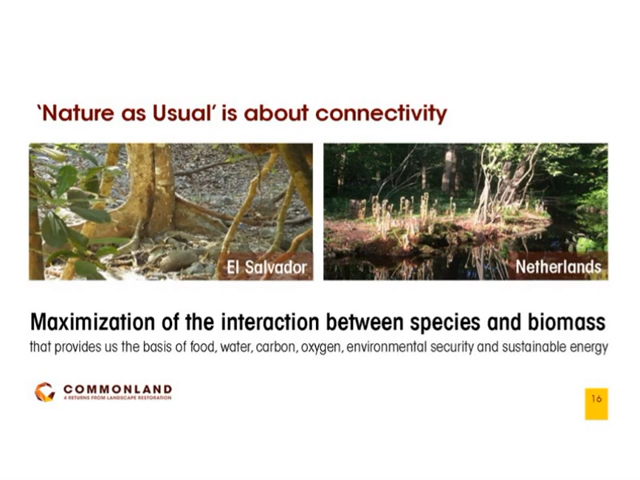 ‘Nature as Usual’ is about connectivity
El Salvador
Netherlands
Maximization of the interaction between species and biomass
that provides us the basis of food, water, carbon, oxygen, environmental security and sustainable energy
COMMONLAND
4 RETURNS FROM LANDSCAPE RESTORATION
16